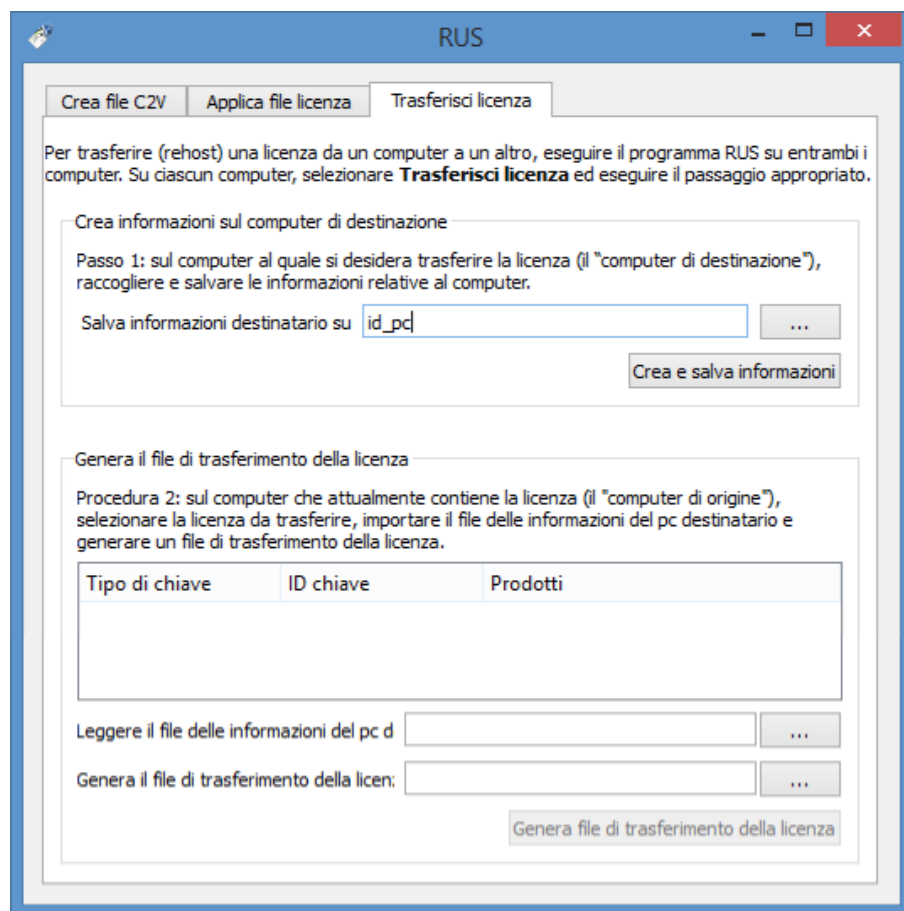 RUS
Crea file C2V
Applica file licenza
Trasferisci licenza
Per trasferire (rehost) una licenza da un computer a un altro, eseguire il programma RUS su entrambi i
computer. Su ciascun computer, selezionare Trasferisci licenza ed eseguire il passaggio appropriato.
Crea informazioni sul computer di destinazione
Passo 1: sul computer al quale si desidera trasferire la licenza (il "computer di destinazione"),
raccogliere e salvare le informazioni relative al computer.
Salva informazioni destinatario su id_pc ...
Crea e salva informazioni
Genera il file di trasferimento della licenza
Procedura 2: sul computer che attualmente contiene la licenza (il "computer di origine"),
selezionare la licenza da trasferire, importare il file delle informazioni del pc destinatario e
generare un file di trasferimento della licenza.
Tipo di chiave ID chiave Prodotti
Leggere il file delle informazioni del pc d ...
Genera il file di trasferimento della licen: ...
Genera file di trasferimento della licenza